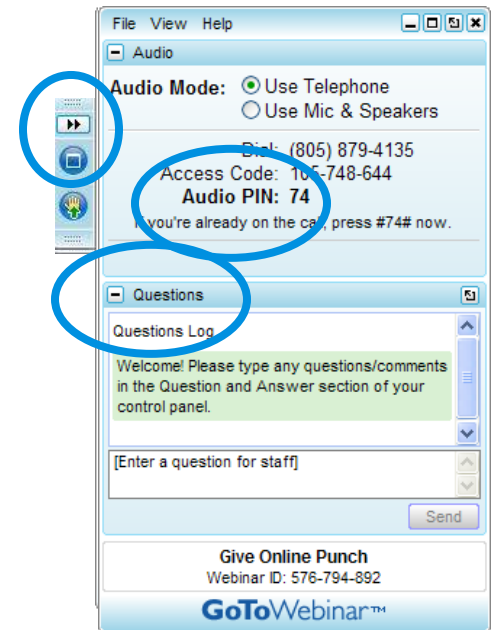 File View Help
Audio
Audio Mode: Use Telephone
Use Mic & Speakers
Dial: (805) 879-4135
Access Code: 105-748-644
Audio PIN: 74
If you're already on the call, press #74# now.
Questions
Questions Log
Welcome! Please type any questions/comments
in the Question and Answer section of your
control panel.
[Enter a question for staff]
Send
Give Online Punch
Webinar ID: 576-794-892
GoToWebinar™